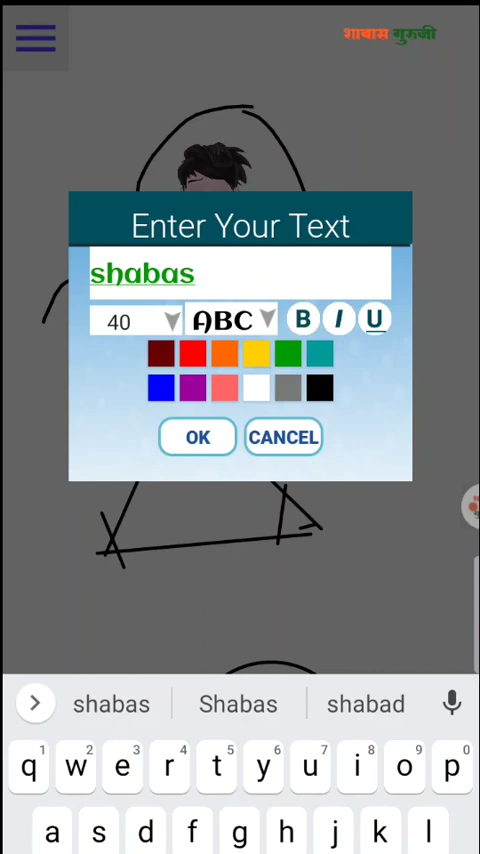 शाबास गुरुजी
Enter Your Text
shabas
40 ABC B I U
OK CANCEL
shabas Shabas shabad
1 2 3 4 5 6 7 8 9 0
q w e r t y u i o p
a s d f g h j k l